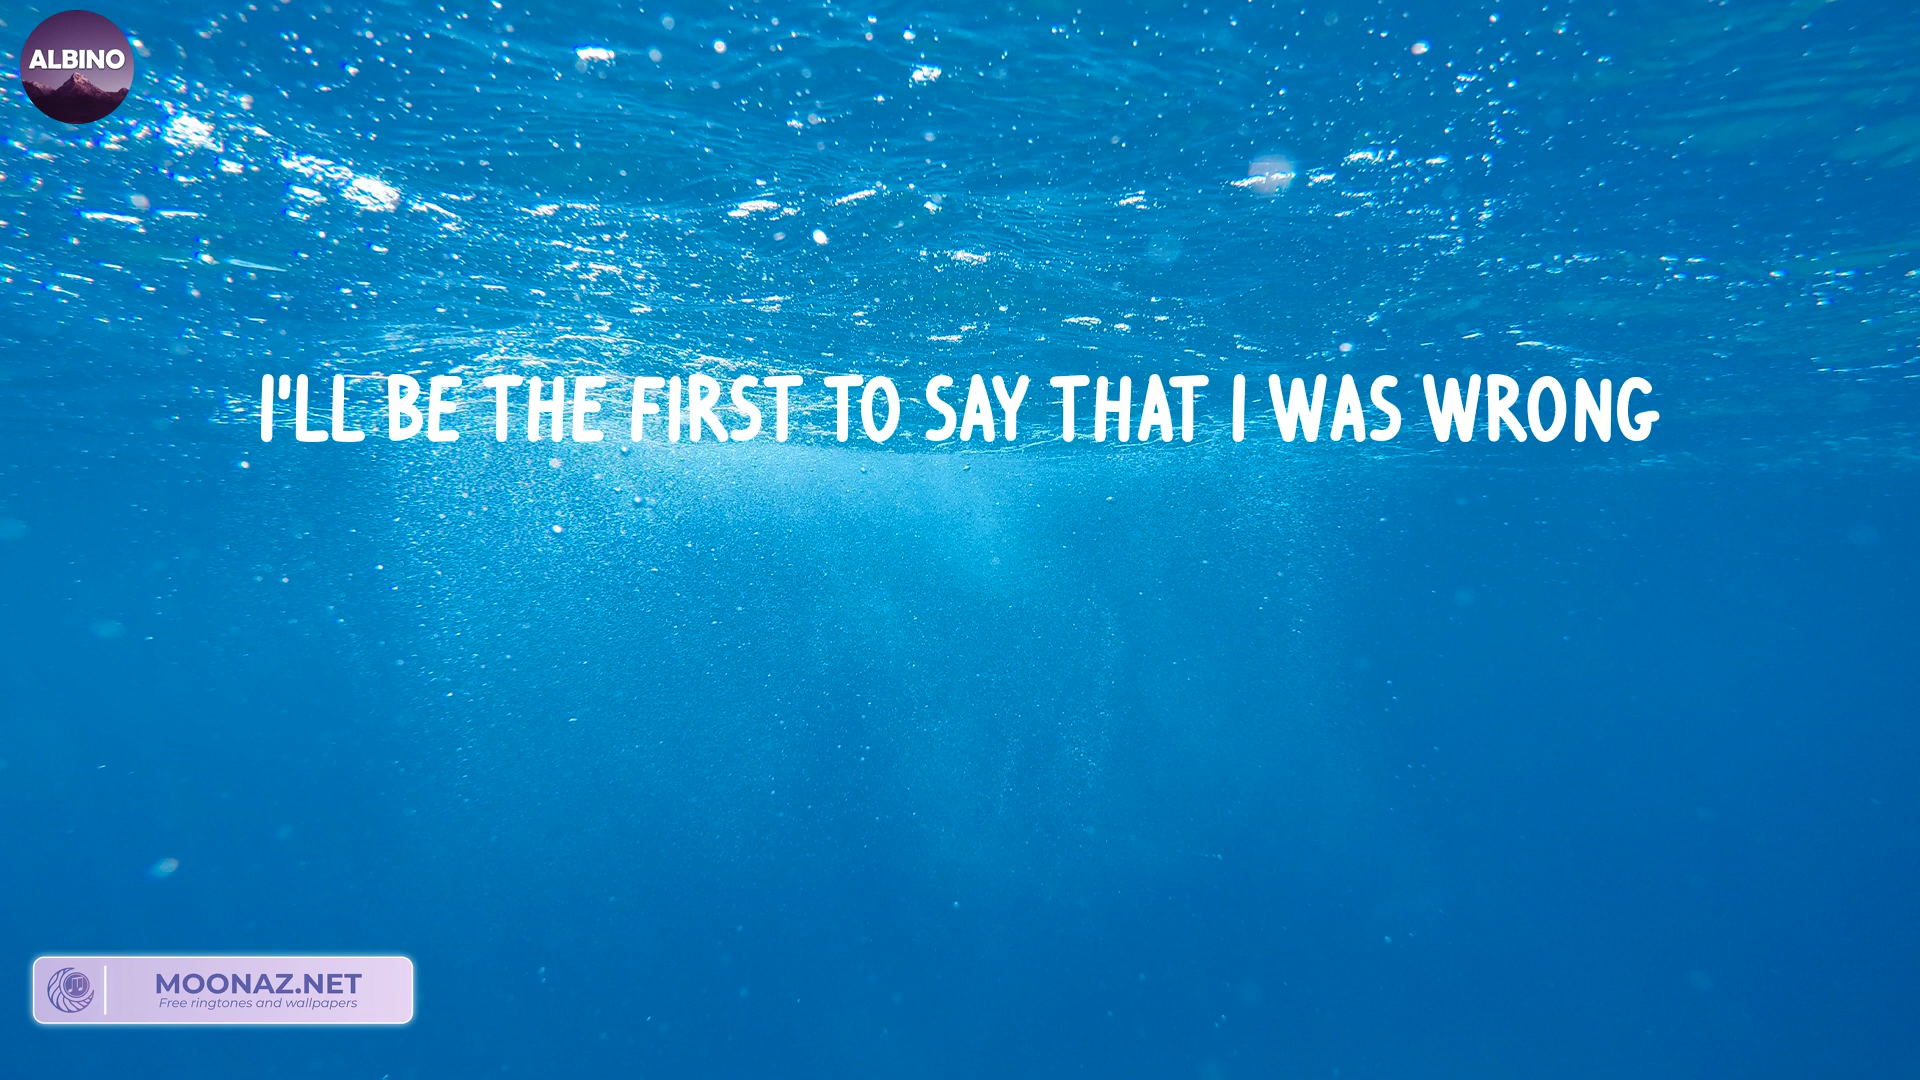 ALBINO
I'LL BE THE FIRST TO SAY THAT I WAS WRONG
MOONAZ.NET
Free ringtones and wallpapers